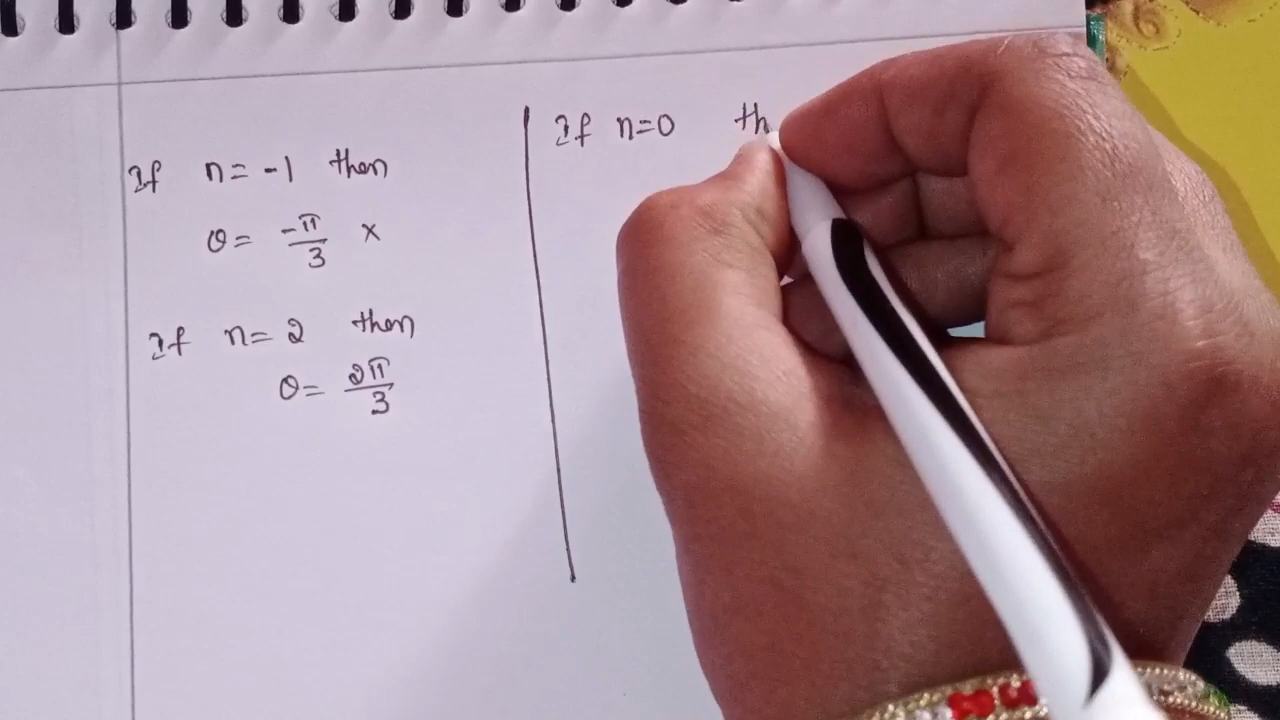 If n = -1 then
θ = -π/3 ×
If n = 2 then
θ = 2π/3
If n=0 th